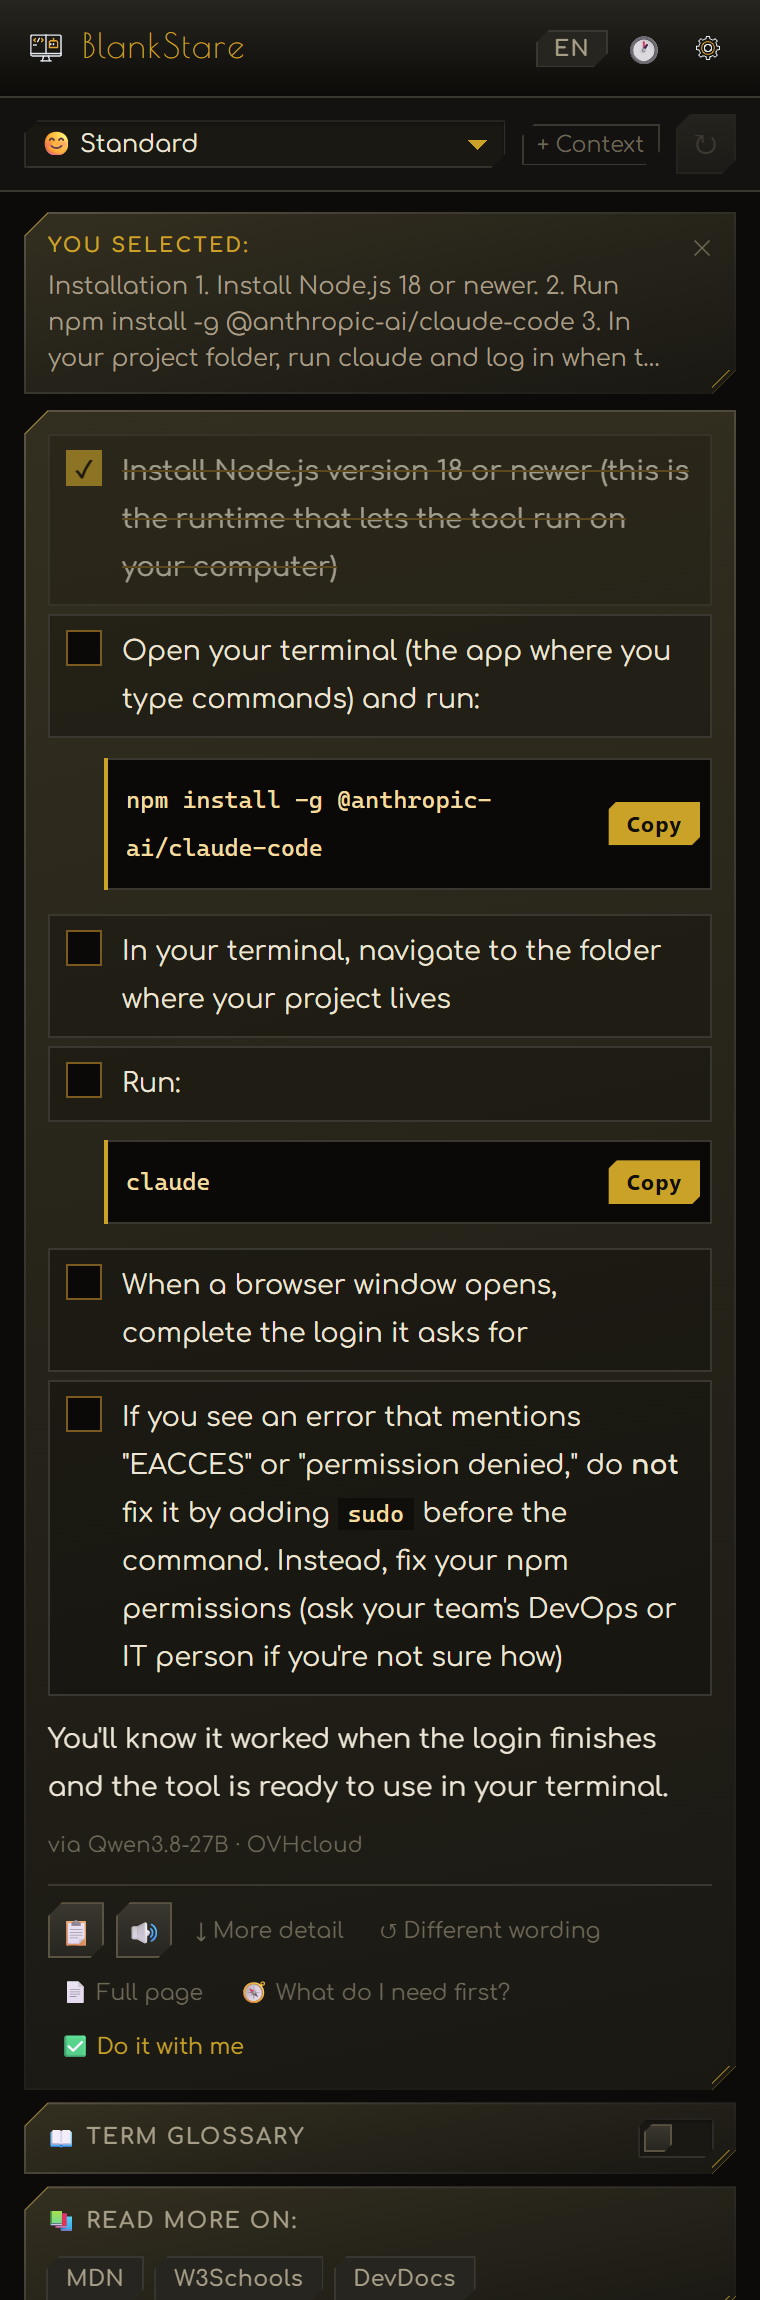 BlankStare
EN
Standard
+ Context
↻
YOU SELECTED:
×
Installation 1. Install Node.js 18 or newer. 2. Run
npm install -g @anthropic-ai/claude-code 3. In
your project folder, run claude and log in when t...
Install Node.js version 18 or newer (this is
the runtime that lets the tool run on
your computer)
Open your terminal (the app where you
type commands) and run:
npm install -g @anthropic-
ai/claude-code
Copy
In your terminal, navigate to the folder
where your project lives
Run:
claude
Copy
When a browser window opens,
complete the login it asks for
If you see an error that mentions
"EACCES" or "permission denied," do not
fix it by adding sudo before the
command. Instead, fix your npm
permissions (ask your team's DevOps or
IT person if you're not sure how)
You'll know it worked when the login finishes
and the tool is ready to use in your terminal.
via Qwen3.8-27B · OVHcloud
↓ More detail
↺ Different wording
Full page
What do I need first?
Do it with me
TERM GLOSSARY
READ MORE ON:
MDN
W3Schools
DevDocs